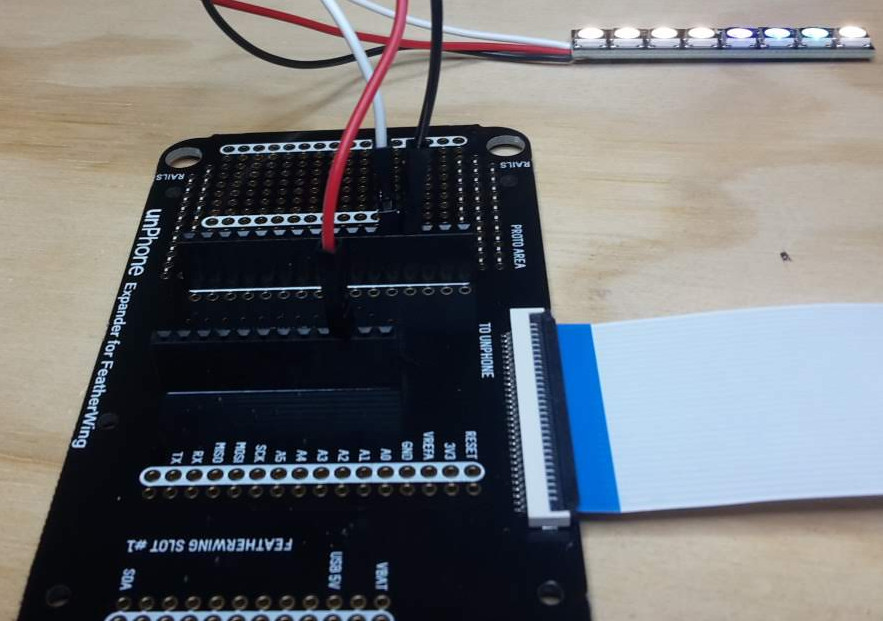 RAILS
RAILS
unPhone Expander for FeatherWing
PROTO AREA
TO UNPHONE
TX
RX
MISO
MOSI
SCK
A5
A4
A3
A2
A1
A0
GND
VREFA
3V3
RESET
FEATHERWING SLOT #1
SDA
USB 5V
VBAT